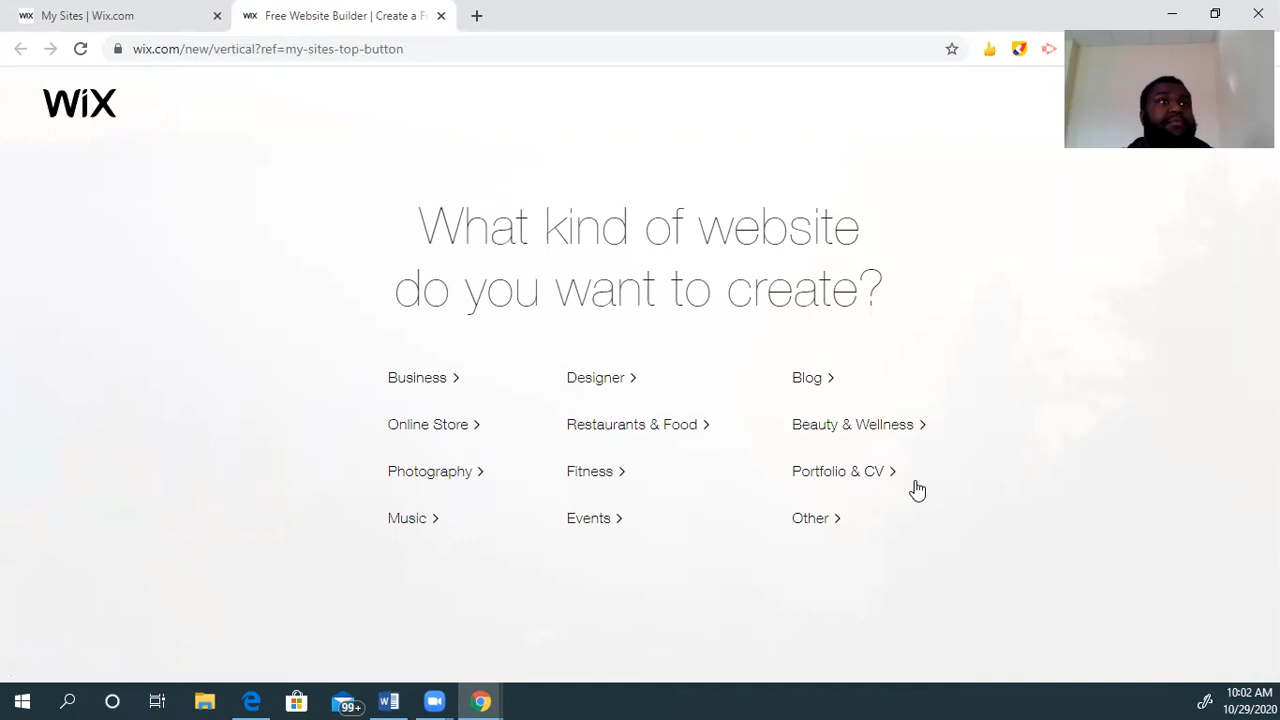 WiX My Sites | Wix.com
WiX Free Website Builder | Create a F
wix.com/new/vertical?ref=my-sites-top-button
WiX
What kind of website
do you want to create?
Business >
Designer >
Blog >
Online Store >
Restaurants & Food >
Beauty & Wellness >
Photography >
Fitness >
Portfolio & CV >
Music >
Events >
Other >
99+
10:02 AM
10/29/2020